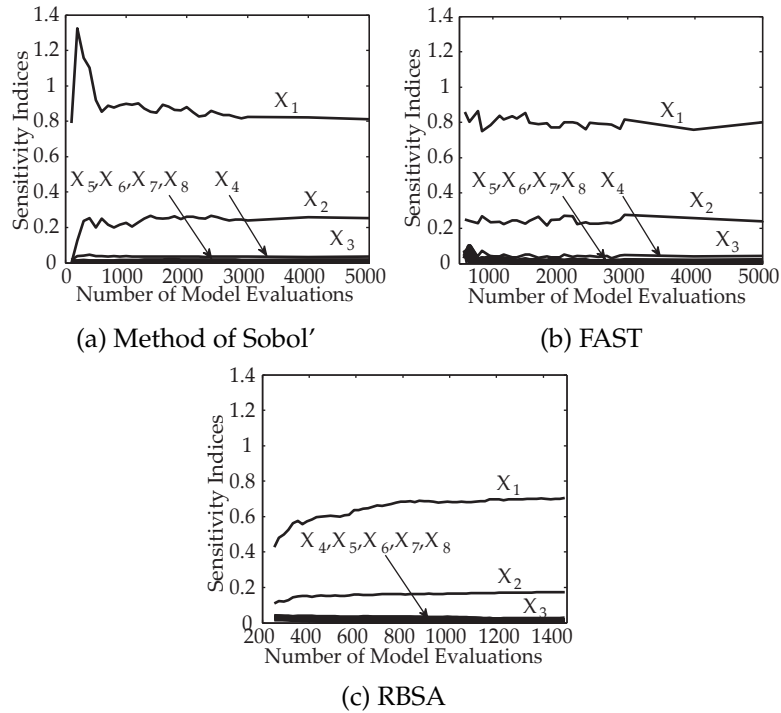 1.4
1.2
1
0.8
0.6
0.4
0.2
0
Sensitivity Indices
X1
X5,X6,X7,X8
X4
X2
X3
0 1000 2000 3000 4000 5000
Number of Model Evaluations
(a) Method of Sobol’
1.4
1.2
1
0.8
0.6
0.4
0.2
0
Sensitivity Indices
X1
X5,X6,X7,X8
X4
X2
X3
1000 2000 3000 4000 5000
Number of Model Evaluations
(b) FAST
1.4
1.2
1
0.8
0.6
0.4
0.2
0
Sensitivity Indices
X1
X4,X5,X6,X7,X8
X2
X3
200 400 600 800 1000 1200 1400
Number of Model Evaluations
(c) RBSA